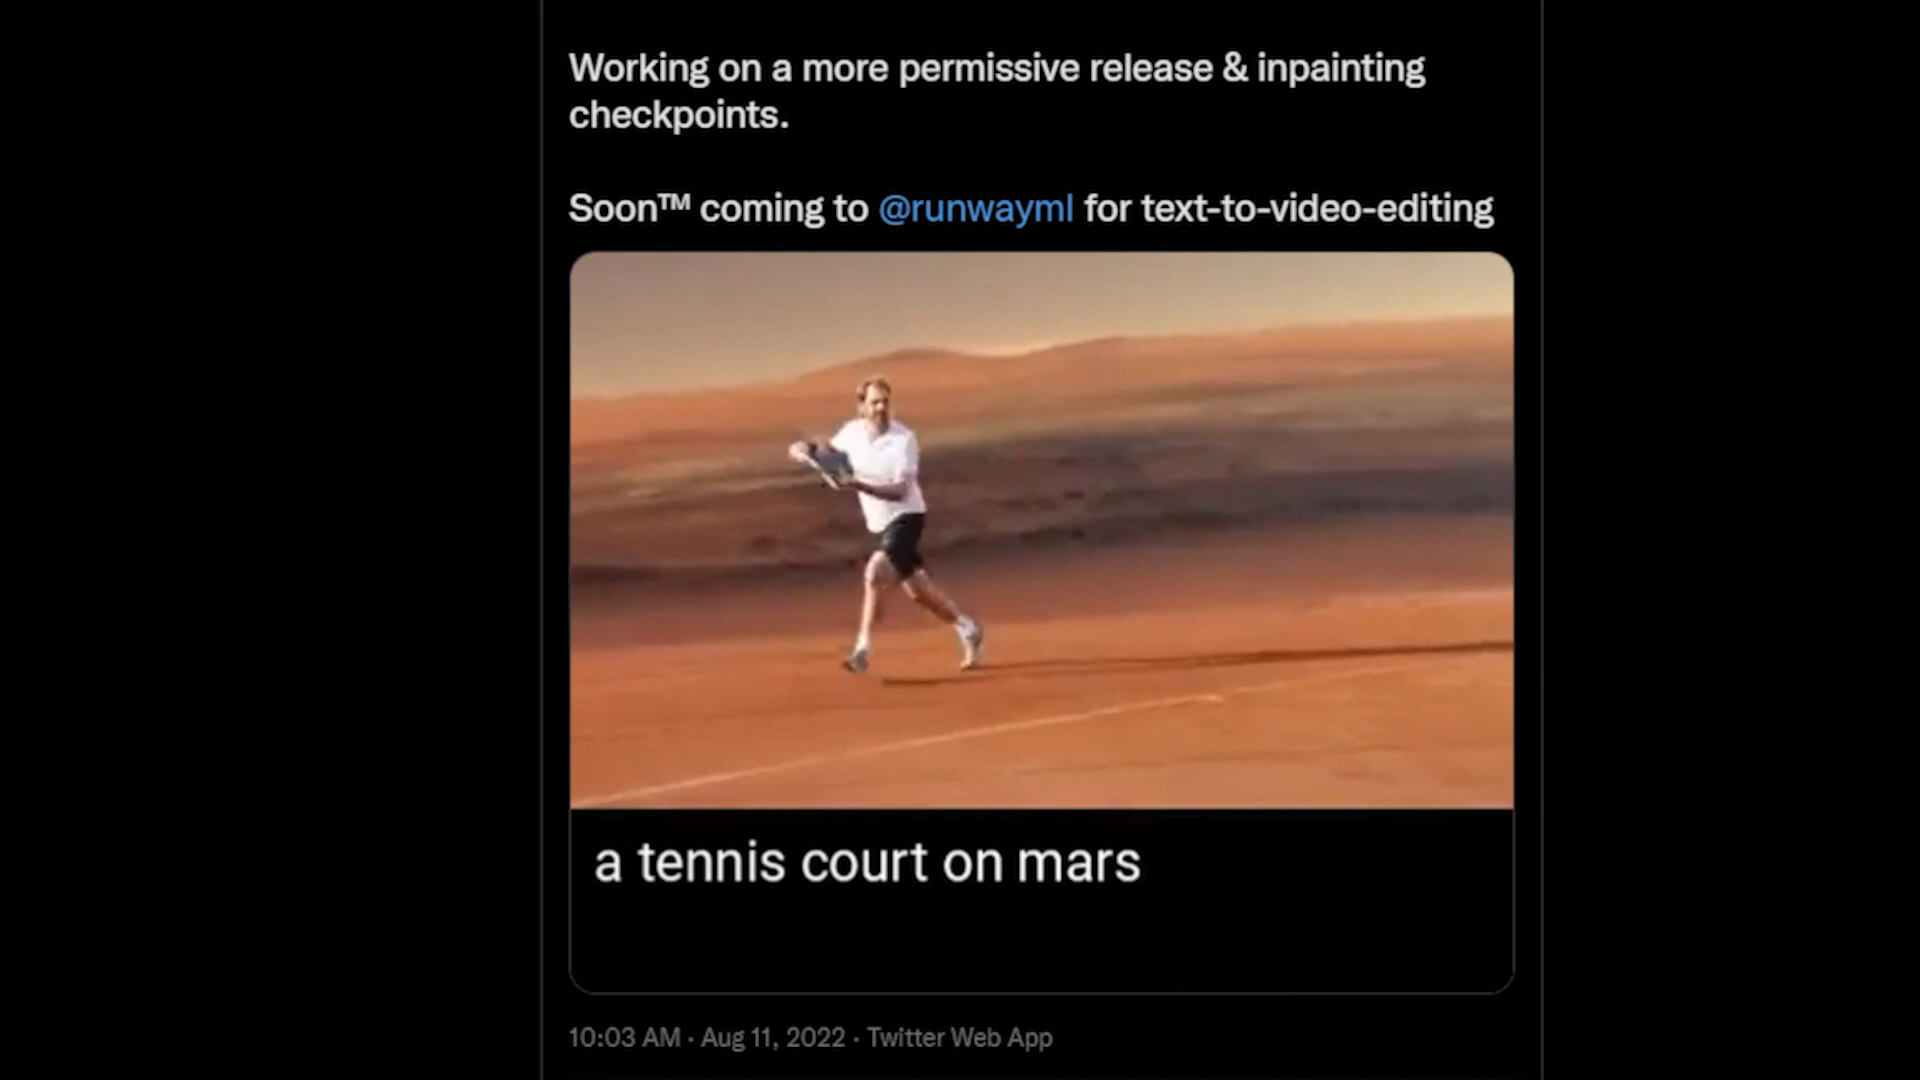 Working on a more permissive release & inpainting
checkpoints.
Soon™ coming to @runwayml for text-to-video-editing
a tennis court on mars
10:03 AM · Aug 11, 2022 · Twitter Web App